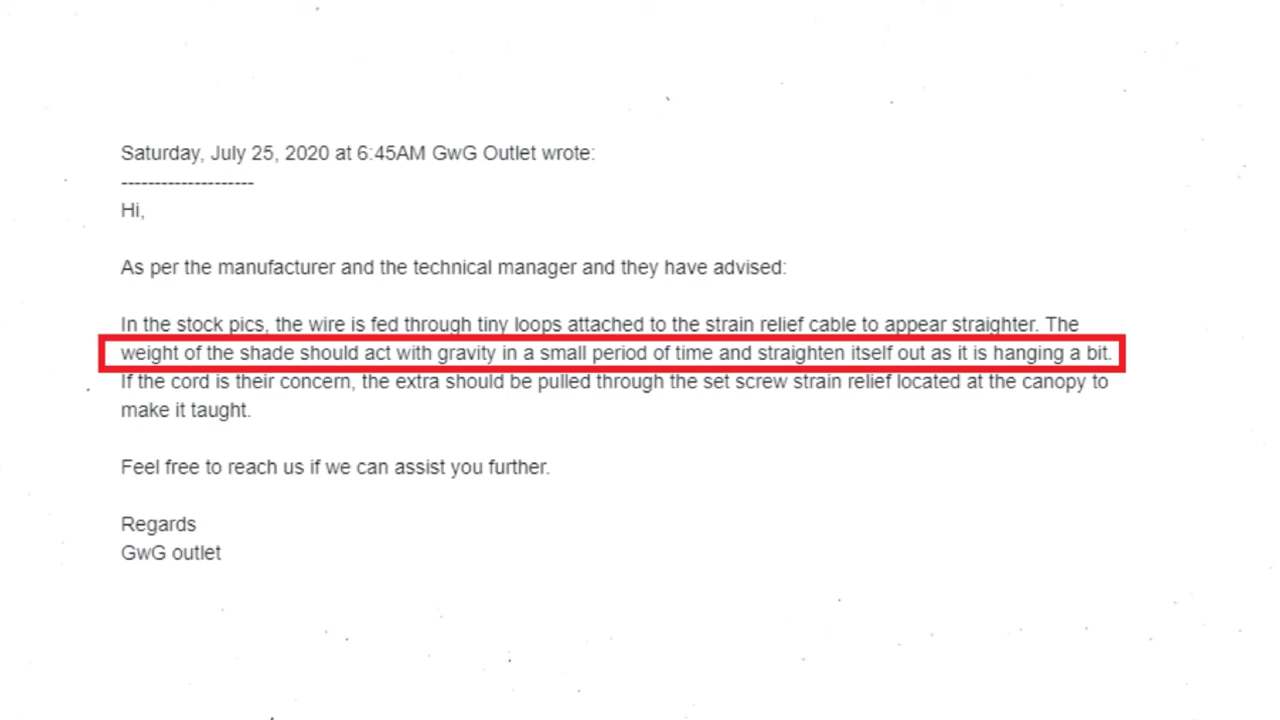 Saturday, July 25, 2020 at 6:45AM GwG Outlet wrote:
--------------------
Hi,
As per the manufacturer and the technical manager and they have advised:
In the stock pics, the wire is fed through tiny loops attached to the strain relief cable to appear straighter. The
weight of the shade should act with gravity in a small period of time and straighten itself out as it is hanging a bit.
If the cord is their concern, the extra should be pulled through the set screw strain relief located at the canopy to
make it taught.
Feel free to reach us if we can assist you further.
Regards
GwG outlet